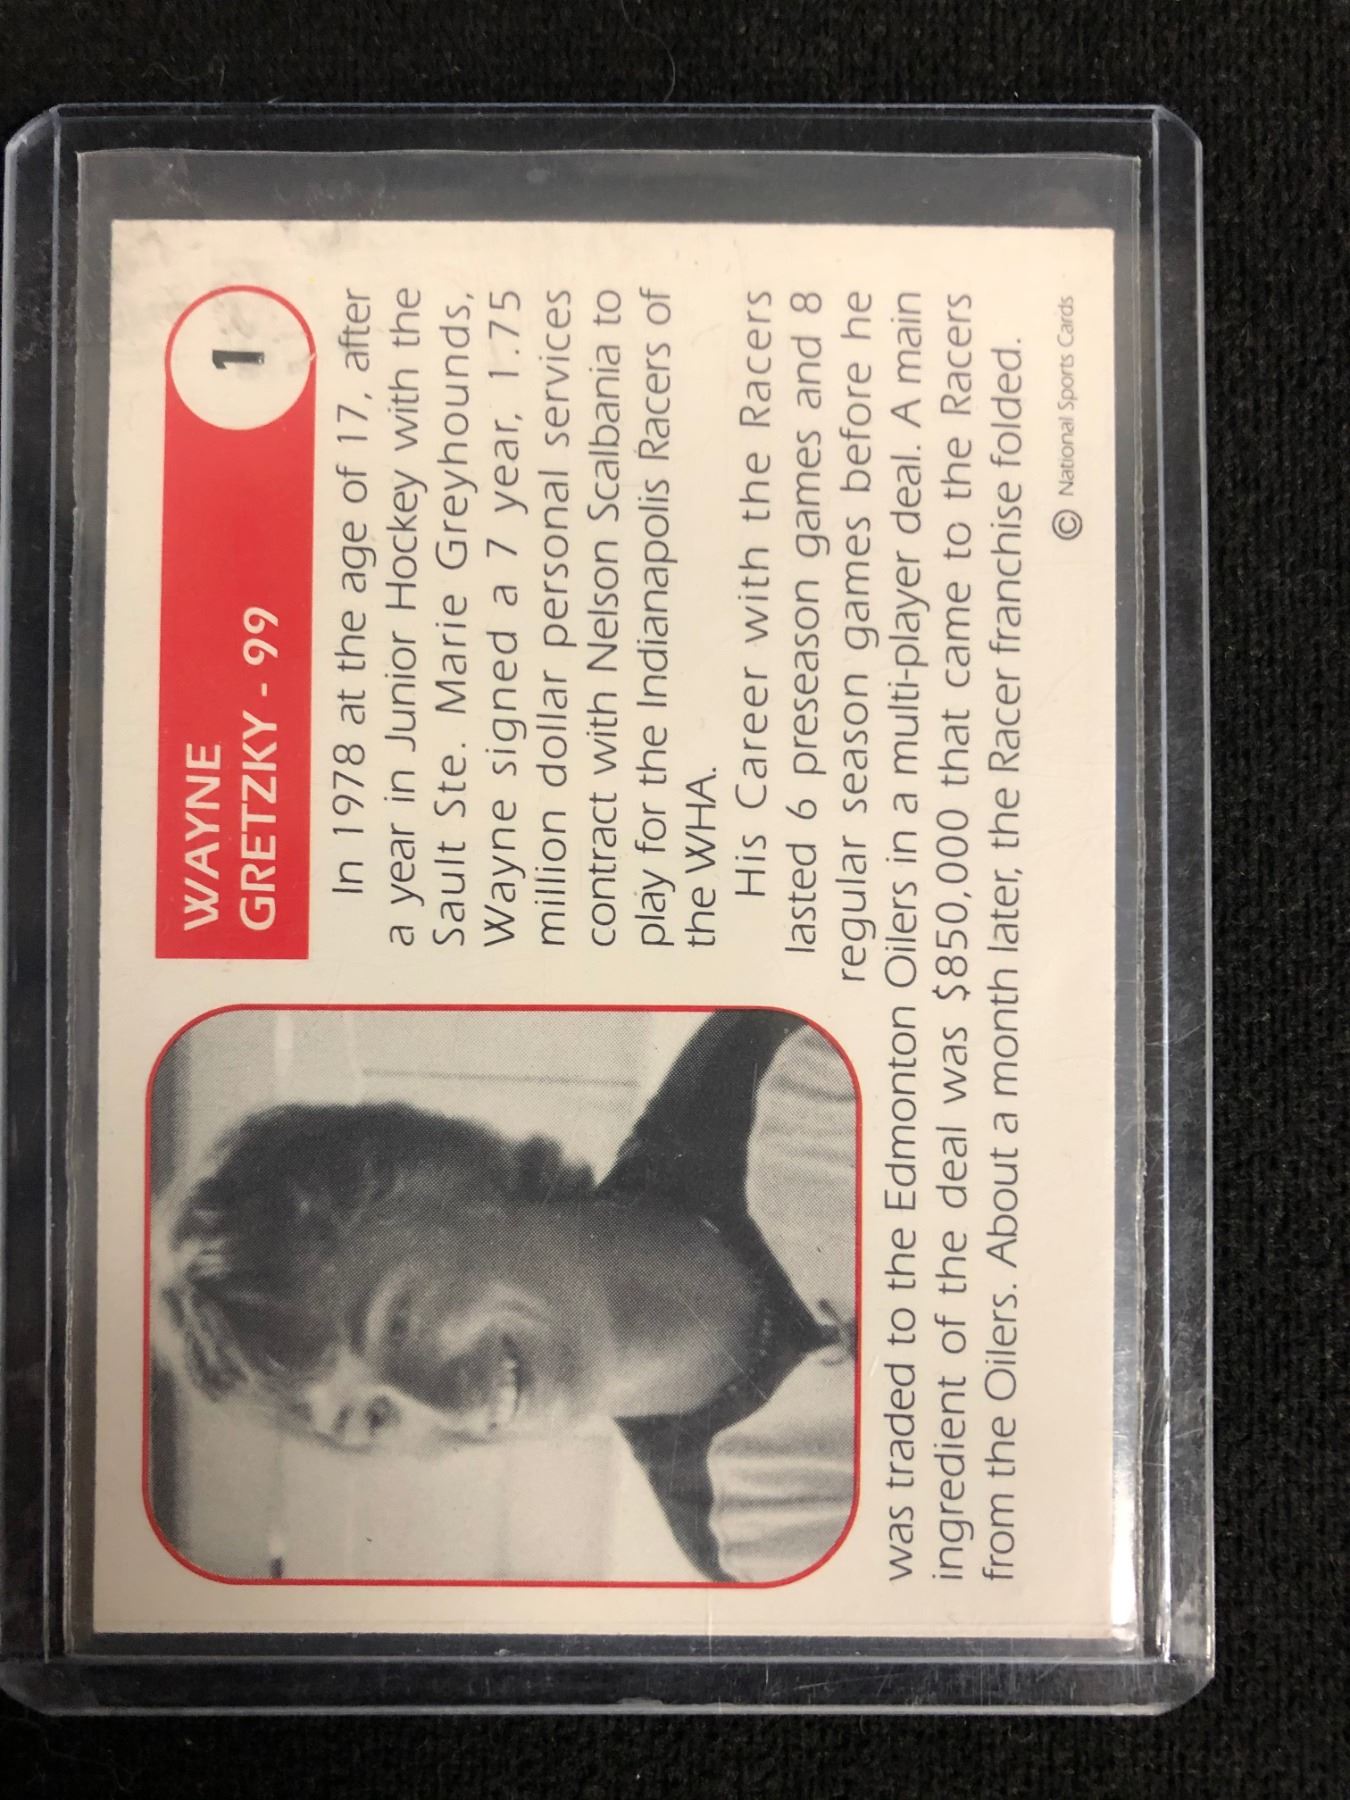 WAYNE
GRETZKY - 99
1
In 1978 at the age of 17, after
a year in Junior Hockey with the
Sault Ste. Marie Greyhounds,
Wayne signed a 7 year, 1.75
million dollar personal services
contract with Nelson Scalbania to
play for the Indianapolis Racers of
the WHA.
His Career with the Racers
lasted 6 preseason games and 8
regular season games before he
was traded to the Edmonton Oilers in a multi-player deal. A main
ingredient of the deal was $850,000 that came to the Racers
from the Oilers. About a month later, the Racer franchise folded.
© National Sports Cards